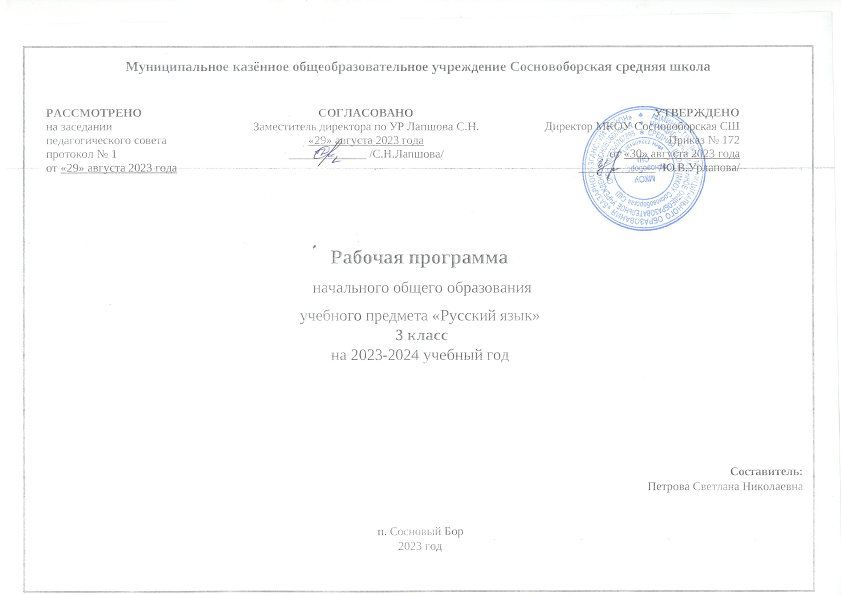 Муниципальное казённое общеобразовательное учреждение Сосновоборская средняя школа
РАССМОТРЕНО
на заседании
педагогического совета
протокол № 1
от «29» августа 2023 года
СОГЛАСОВАНО
Заместитель директора по УР Лапшова С.Н.
«29» августа 2023 года
/С.Н.Лапшова/
УТВЕРЖДЕНО
Директор МКОУ Сосновоборская СШ
Приказ № 172
от «30» августа 2023 года
/Ю.В.Урлапова/
МКОУ
Рабочая программа
начального общего образования
учебного предмета «Русский язык»
3 класс
на 2023-2024 учебный год
Составитель:
Петрова Светлана Николаевна
п. Сосновый Бор
2023 год